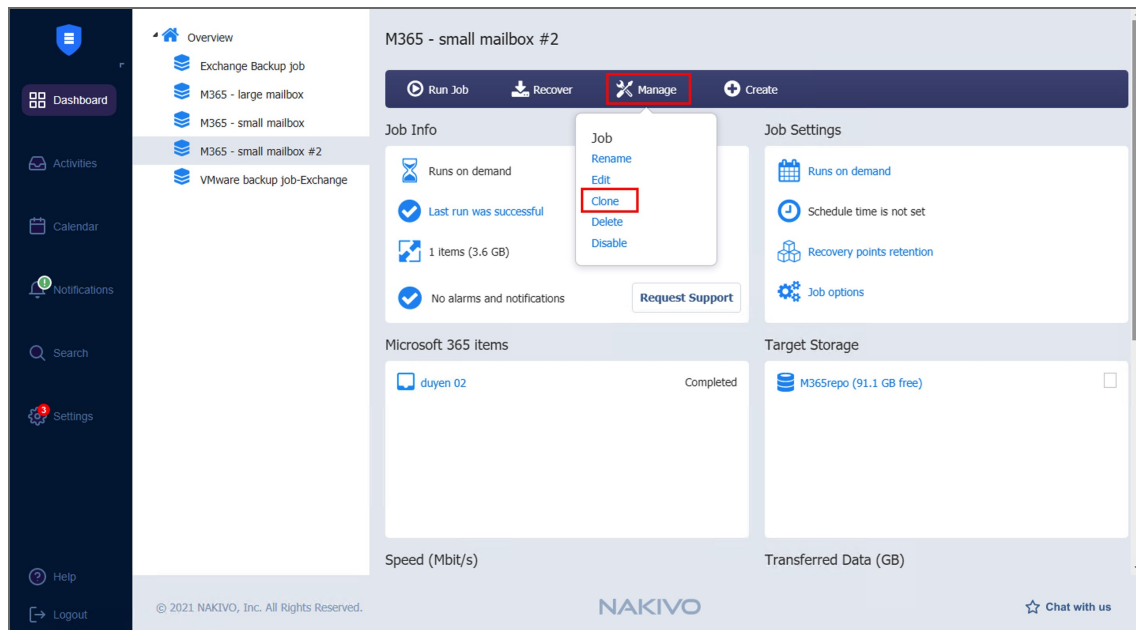 Dashboard
Activities
Calendar
!
Notifications
Search
3
Settings
Help
Logout
Overview
Exchange Backup job
M365 - large mailbox
M365 - small mailbox
M365 - small mailbox #2
VMware backup job-Exchange
M365 - small mailbox #2
Run Job
Recover
Manage
Create
Job Info
Runs on demand
Last run was successful
1 items (3.6 GB)
No alarms and notifications
Request Support
Job
Rename
Edit
Clone
Delete
Disable
Job Settings
Runs on demand
Schedule time is not set
Recovery points retention
Job options
Microsoft 365 items
duyen 02
Completed
Target Storage
M365repo (91.1 GB free)
Speed (Mbit/s)
Transferred Data (GB)
© 2021 NAKIVO, Inc. All Rights Reserved.
NAKIVO
Chat with us